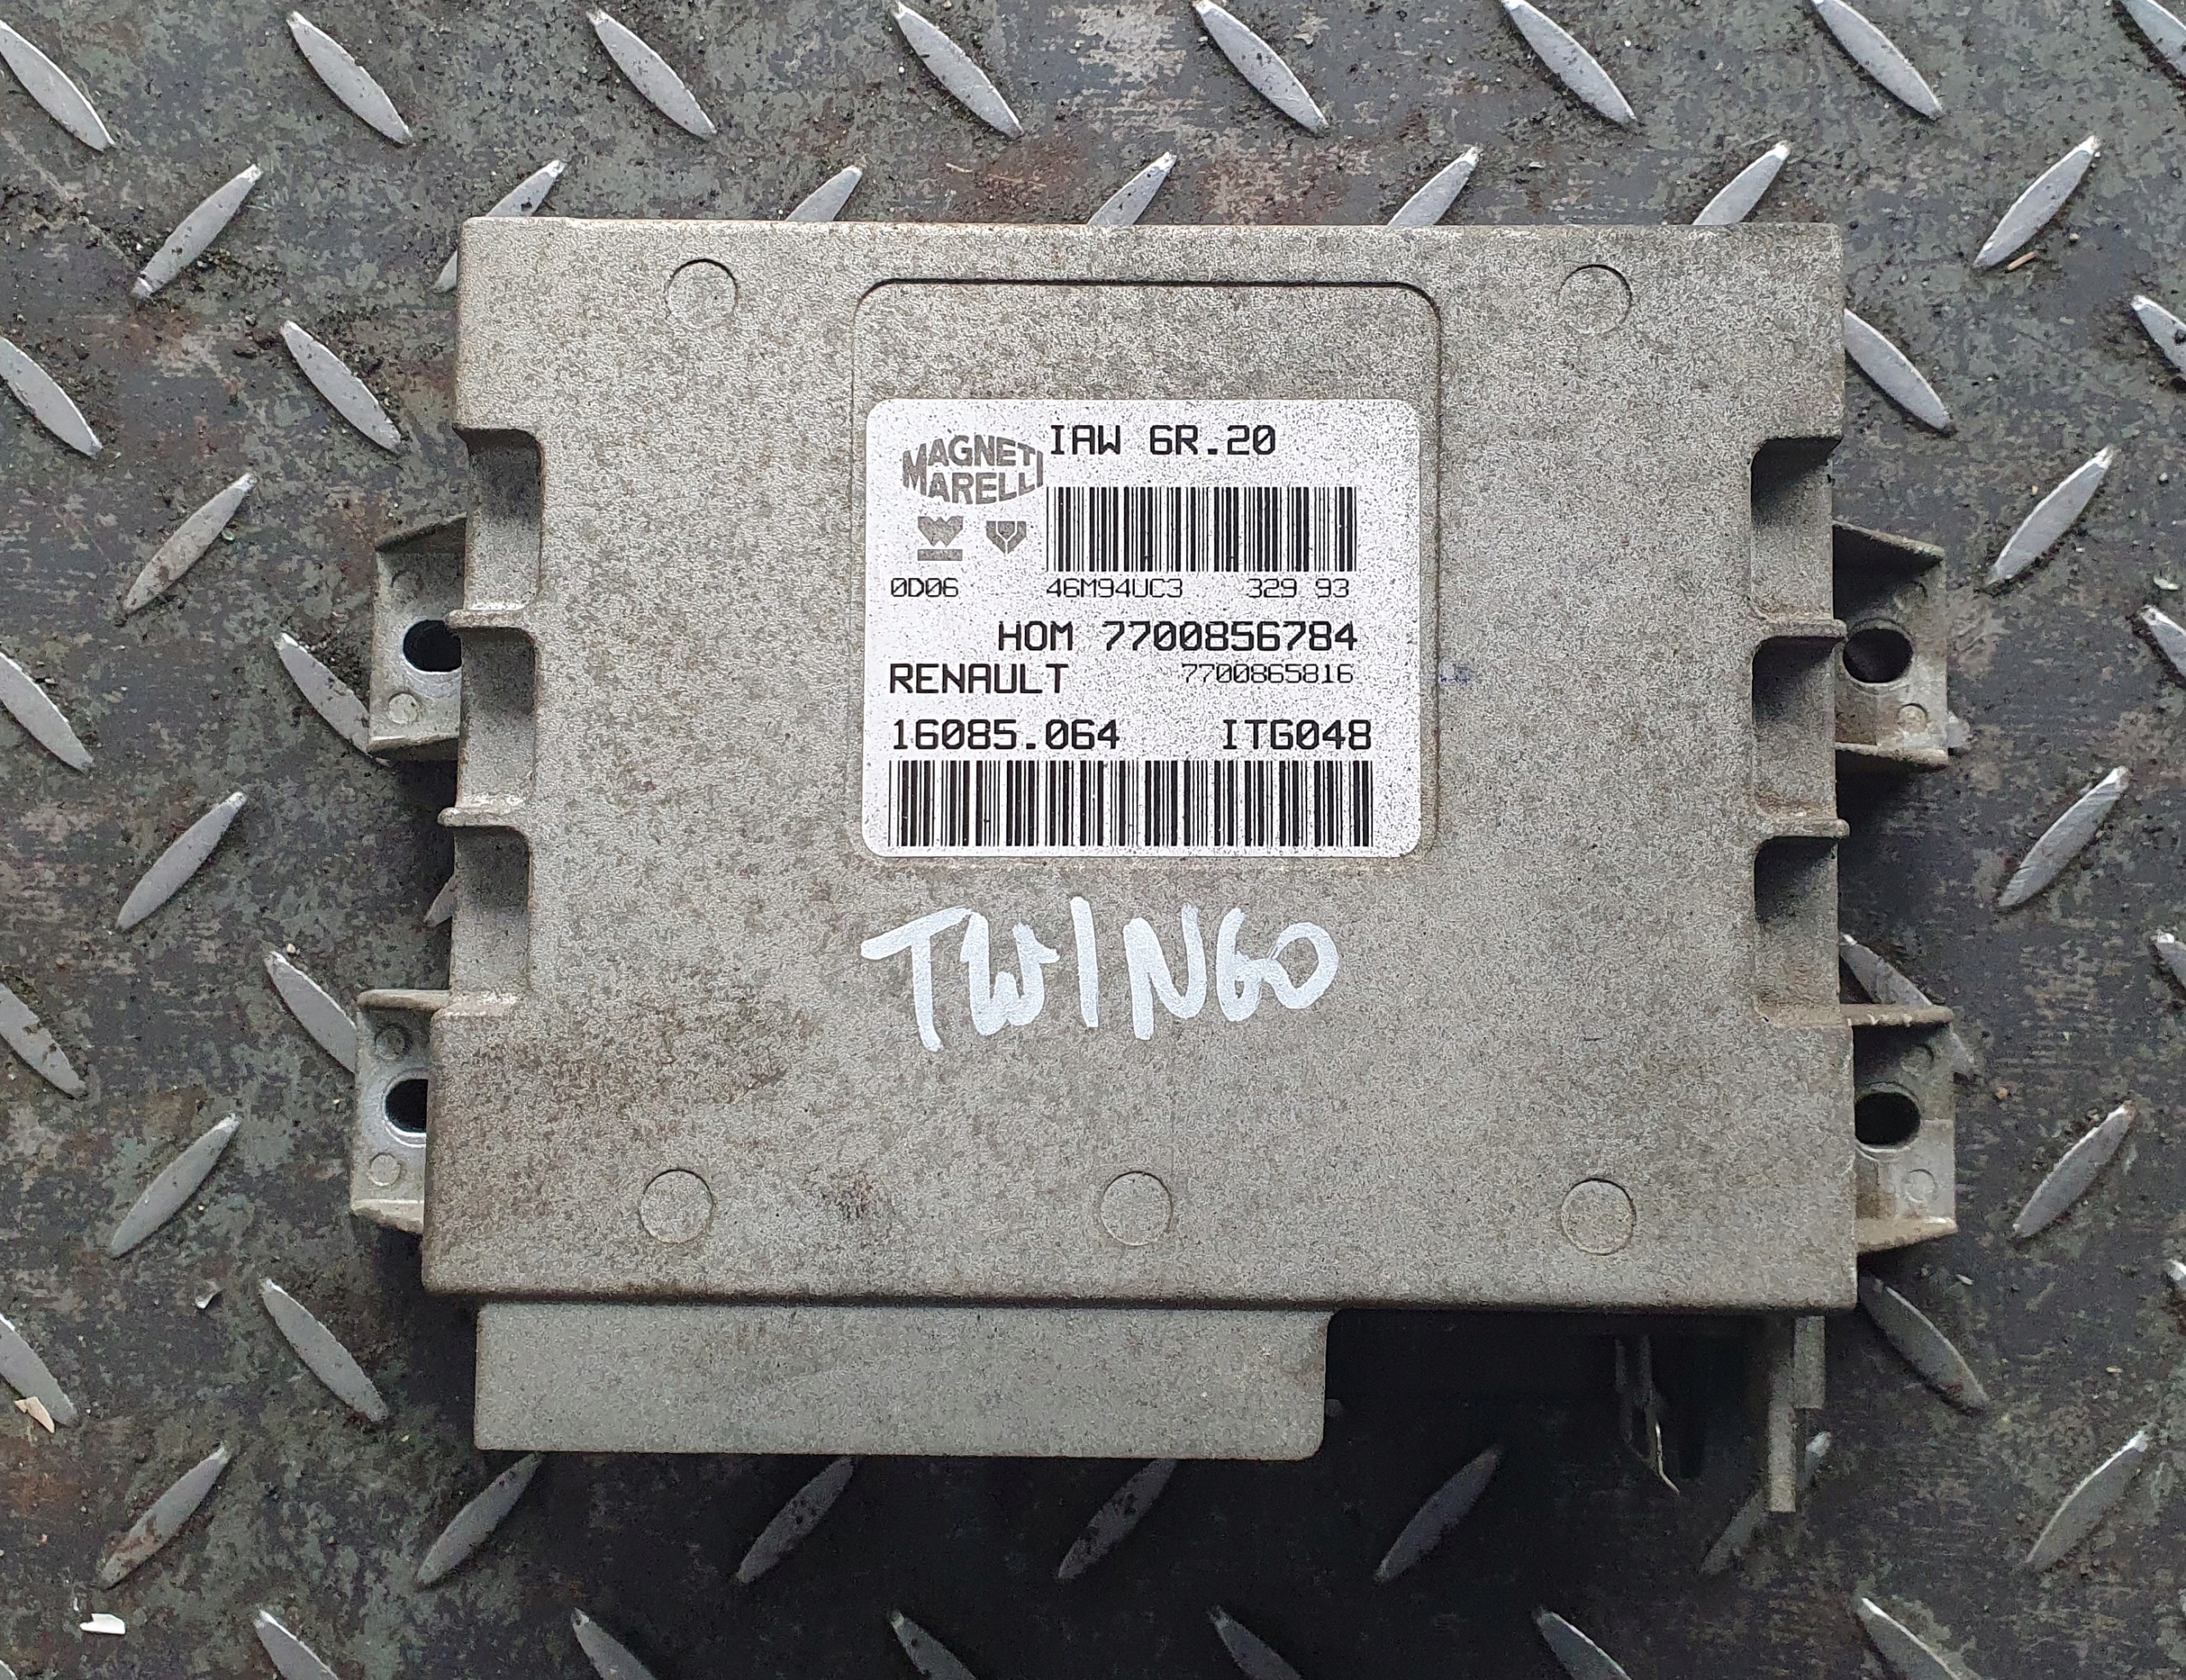 IAW 6R.20
MAGNETI
MARELLI
0D06 46M94UC3 329 93
HOM 7700856784
RENAULT 7700865816
16085.064 ITG048
TWINGO